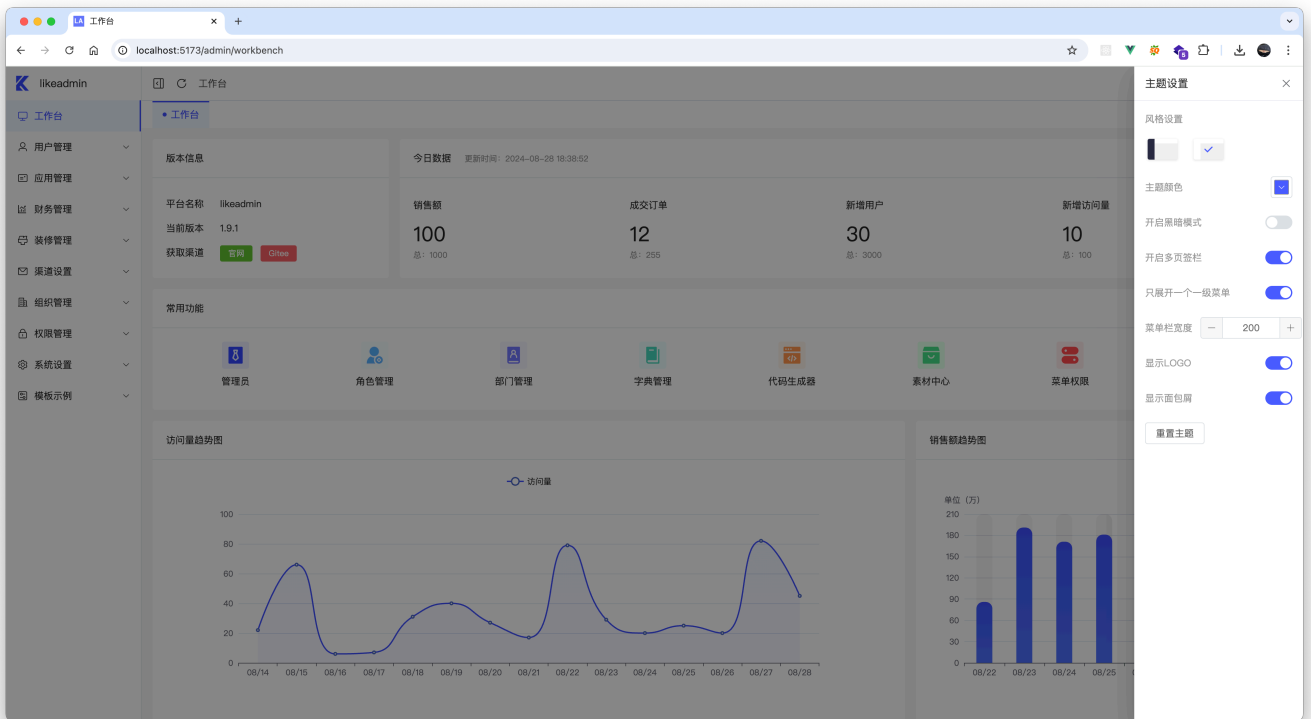 LA 工作台
localhost:5173/admin/workbench
5
likeadmin
工作台
用户管理
应用管理
财务管理
装修管理
渠道设置
组织管理
权限管理
系统设置
模板示例
工作台
工作台
版本信息
平台名称 likeadmin
当前版本 1.9.1
获取渠道 官网 Gitee
今日数据 更新时间：2024-08-28 18:38:52
销售额 成交订单 新增用户 新增访问量
100 12 30 10
总：1000 总：255 总：3000 总：100
常用功能
管理员 角色管理 部门管理 字典管理 代码生成器 素材中心 菜单权限
访问量趋势图
访问量
100
80
60
40
20
0
08/14 08/15 08/16 08/17 08/18 08/19 08/20 08/21 08/22 08/23 08/24 08/25 08/26 08/27 08/28
销售额趋势图
单位（万）
210
180
150
120
90
60
30
0
08/22 08/23 08/24 08/25
主题设置
风格设置
主题颜色
开启黑暗模式
开启多页签栏
只展开一个一级菜单
菜单栏宽度 − 200 +
显示LOGO
显示面包屑
重置主题